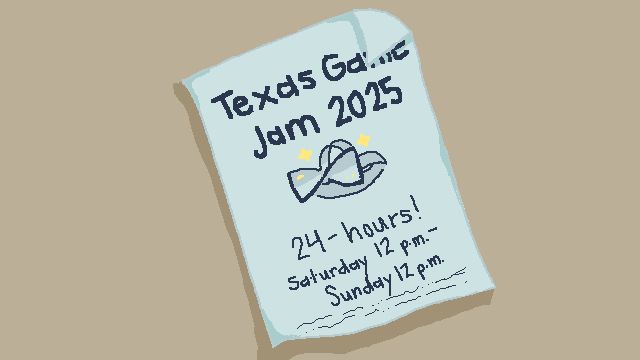 Texas Game
Jam 2025
24-hours!
Saturday 12 p.m.-
Sunday 12 p.m.